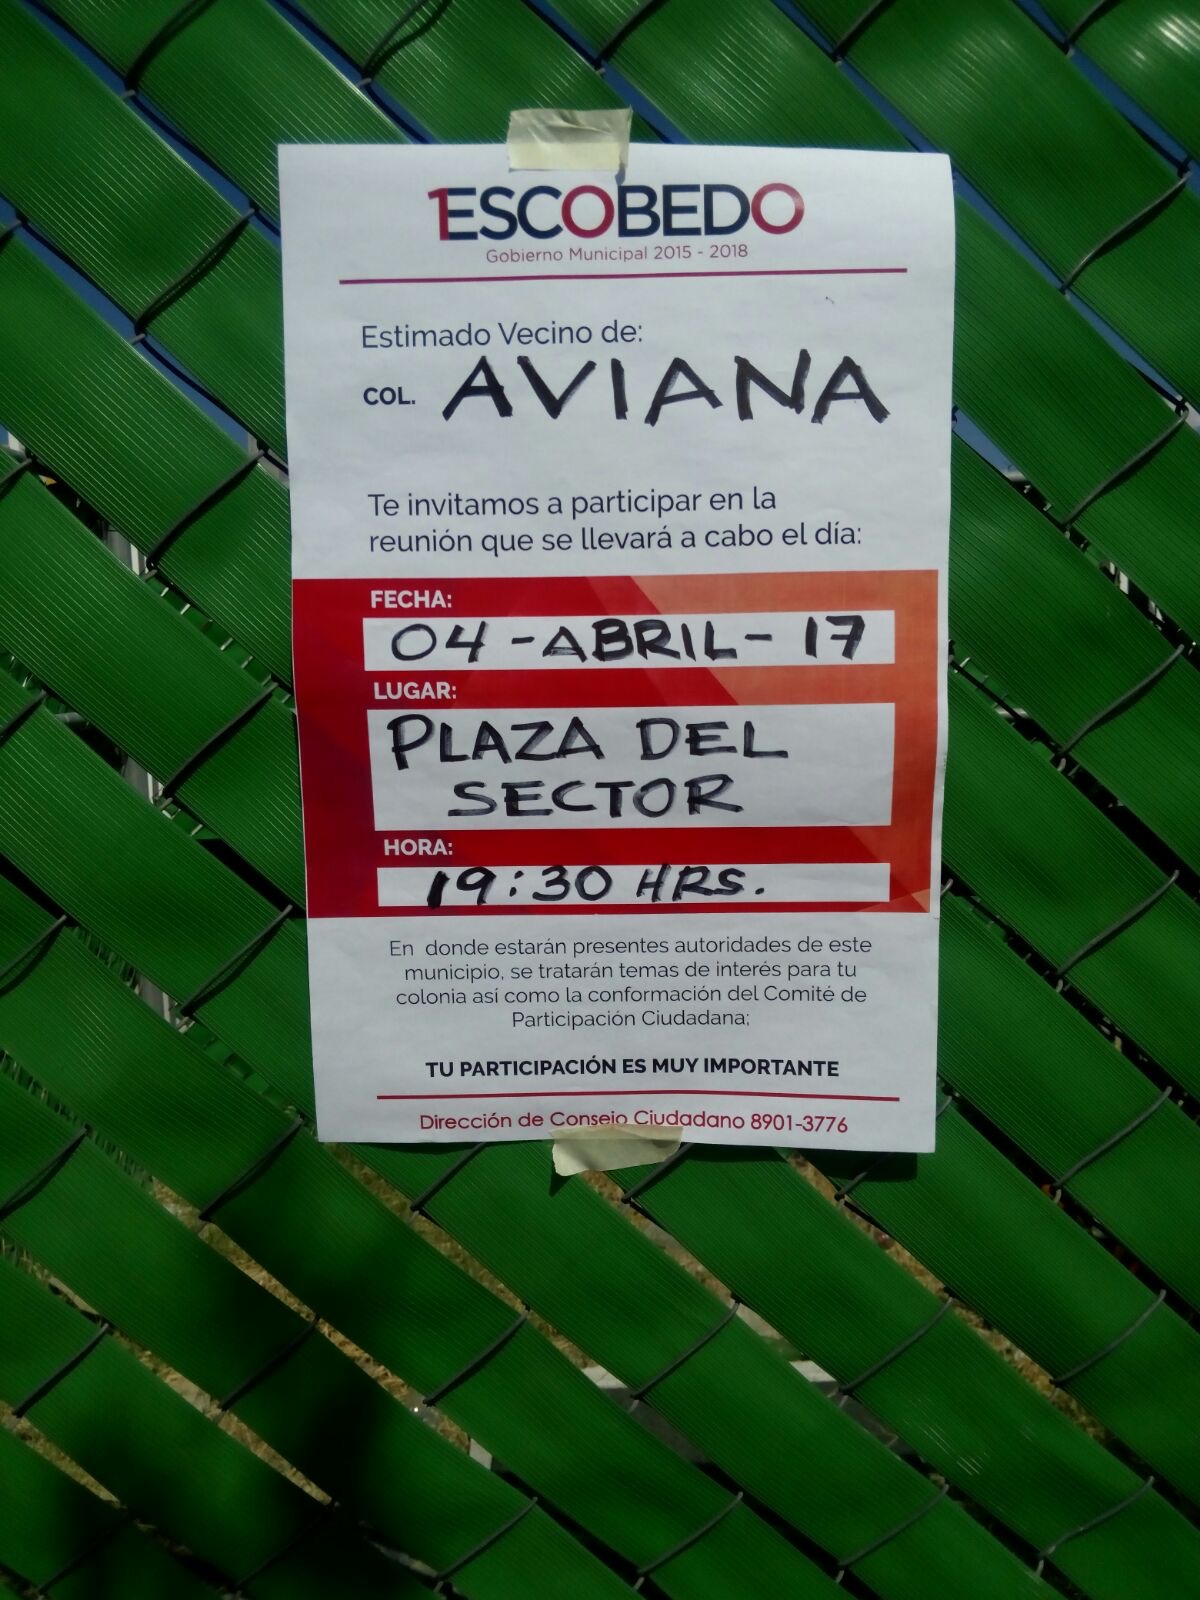 1ESCOBEDO
Gobierno Municipal 2015 - 2018
Estimado Vecino de:
COL. AVIANA
Te invitamos a participar en la
reunión que se llevará a cabo el día:
FECHA:
04 - ABRIL - 17
LUGAR:
PLAZA DEL
SECTOR
HORA:
19:30 HRS.
En donde estarán presentes autoridades de este
municipio, se tratarán temas de interés para tu
colonia así como la conformación del Comité de
Participación Ciudadana;
TU PARTICIPACIÓN ES MUY IMPORTANTE
Dirección de Consejo Ciudadano 8901-3776